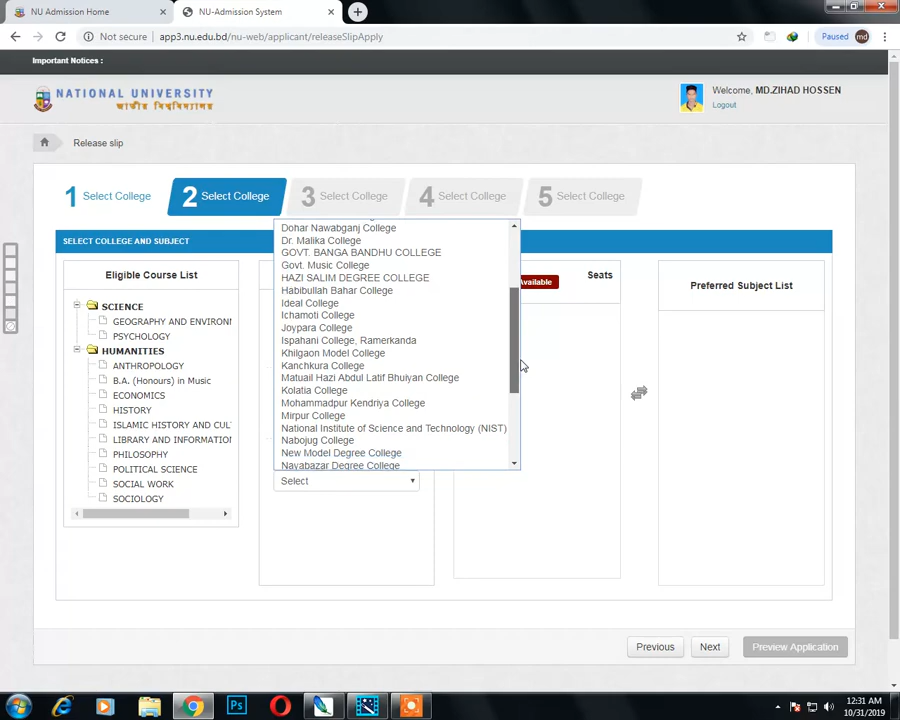 NU Admission Home
NU-Admission System
Not secure | app3.nu.edu.bd/nu-web/applicant/releaseSlipApply
Paused
md
Important Notices :
NATIONAL UNIVERSITY
জাতীয় বিশ্ববিদ্যালয়
Welcome, MD.ZIHAD HOSSEN
Logout
Release slip
1 Select College
2 Select College
3 Select College
4 Select College
5 Select College
SELECT COLLEGE AND SUBJECT
Eligible Course List
SCIENCE
GEOGRAPHY AND ENVIRON
PSYCHOLOGY
HUMANITIES
ANTHROPOLOGY
B.A. (Honours) in Music
ECONOMICS
HISTORY
ISLAMIC HISTORY AND CUL
LIBRARY AND INFORMATION
PHILOSOPHY
POLITICAL SCIENCE
SOCIAL WORK
SOCIOLOGY
Dohar Nawabganj College
Dr. Malika College
GOVT. BANGA BANDHU COLLEGE
Govt. Music College
HAZI SALIM DEGREE COLLEGE
Habibullah Bahar College
Ideal College
Ichamoti College
Joypara College
Ispahani College, Ramerkanda
Khilgaon Model College
Kanchkura College
Matuail Hazi Abdul Latif Bhuiyan College
Kolatia College
Mohammadpur Kendriya College
Mirpur College
National Institute of Science and Technology (NIST)
Nabojug College
New Model Degree College
Nayabazar Degree College
Select
Available
Seats
Preferred Subject List
Previous
Next
Preview Application
Ps
12:31 AM
10/31/2019